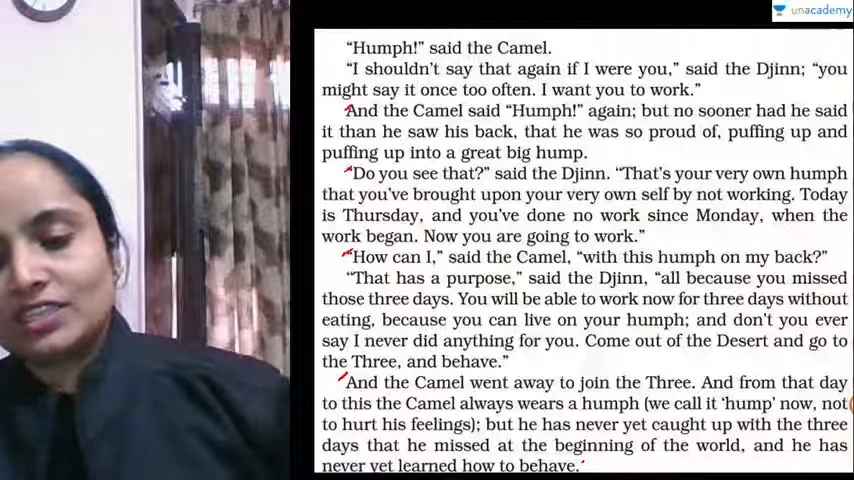 unacademy
“Humph!” said the Camel.
“I shouldn’t say that again if I were you,” said the Djinn; “you
might say it once too often. I want you to work.”
And the Camel said “Humph!” again; but no sooner had he said
it than he saw his back, that he was so proud of, puffing up and
puffing up into a great big hump.
“Do you see that?” said the Djinn. “That’s your very own humph
that you’ve brought upon your very own self by not working. Today
is Thursday, and you’ve done no work since Monday, when the
work began. Now you are going to work.”
“How can I,” said the Camel, “with this humph on my back?”
“That has a purpose,” said the Djinn, “all because you missed
those three days. You will be able to work now for three days without
eating, because you can live on your humph; and don’t you ever
say I never did anything for you. Come out of the Desert and go to
the Three, and behave.”
And the Camel went away to join the Three. And from that day
to this the Camel always wears a humph (we call it ‘hump’ now, not
to hurt his feelings); but he has never yet caught up with the three
days that he missed at the beginning of the world, and he has
never yet learned how to behave.